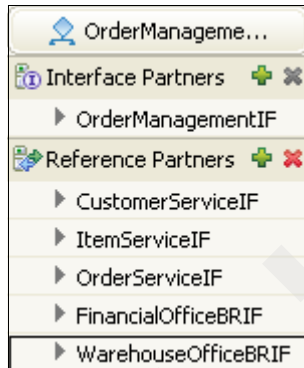 OrderManageme...
Interface Partners
OrderManagementIF
Reference Partners
CustomerServiceIF
ItemServiceIF
OrderServiceIF
FinancialOfficeBRIF
WarehouseOfficeBRIF